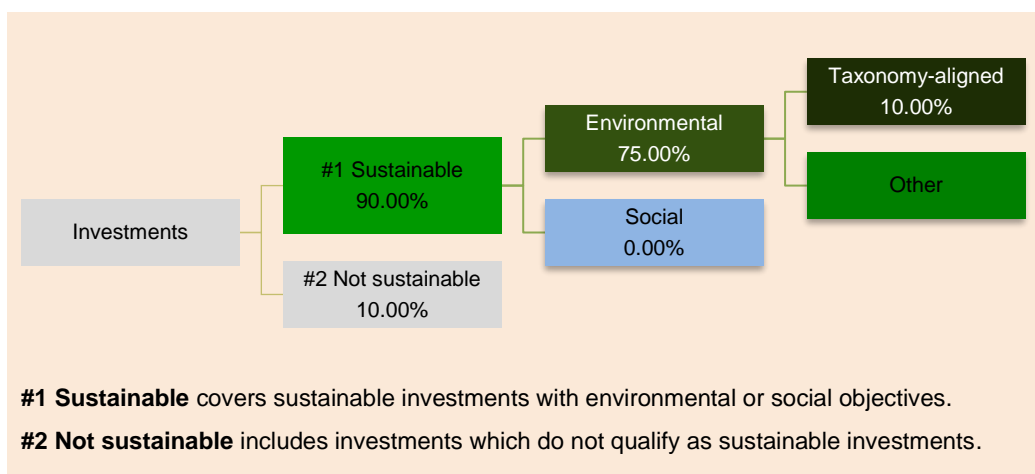 Investments
#1 Sustainable
90.00%
#2 Not sustainable
10.00%
Environmental
75.00%
Social
0.00%
Taxonomy-aligned
10.00%
Other
#1 Sustainable covers sustainable investments with environmental or social objectives.
#2 Not sustainable includes investments which do not qualify as sustainable investments.